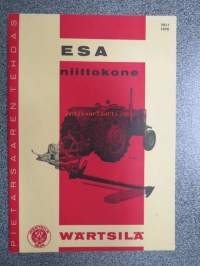 PIETARSAAREN TEHDAS
ESA
niittokone
WÄRTSILÄ